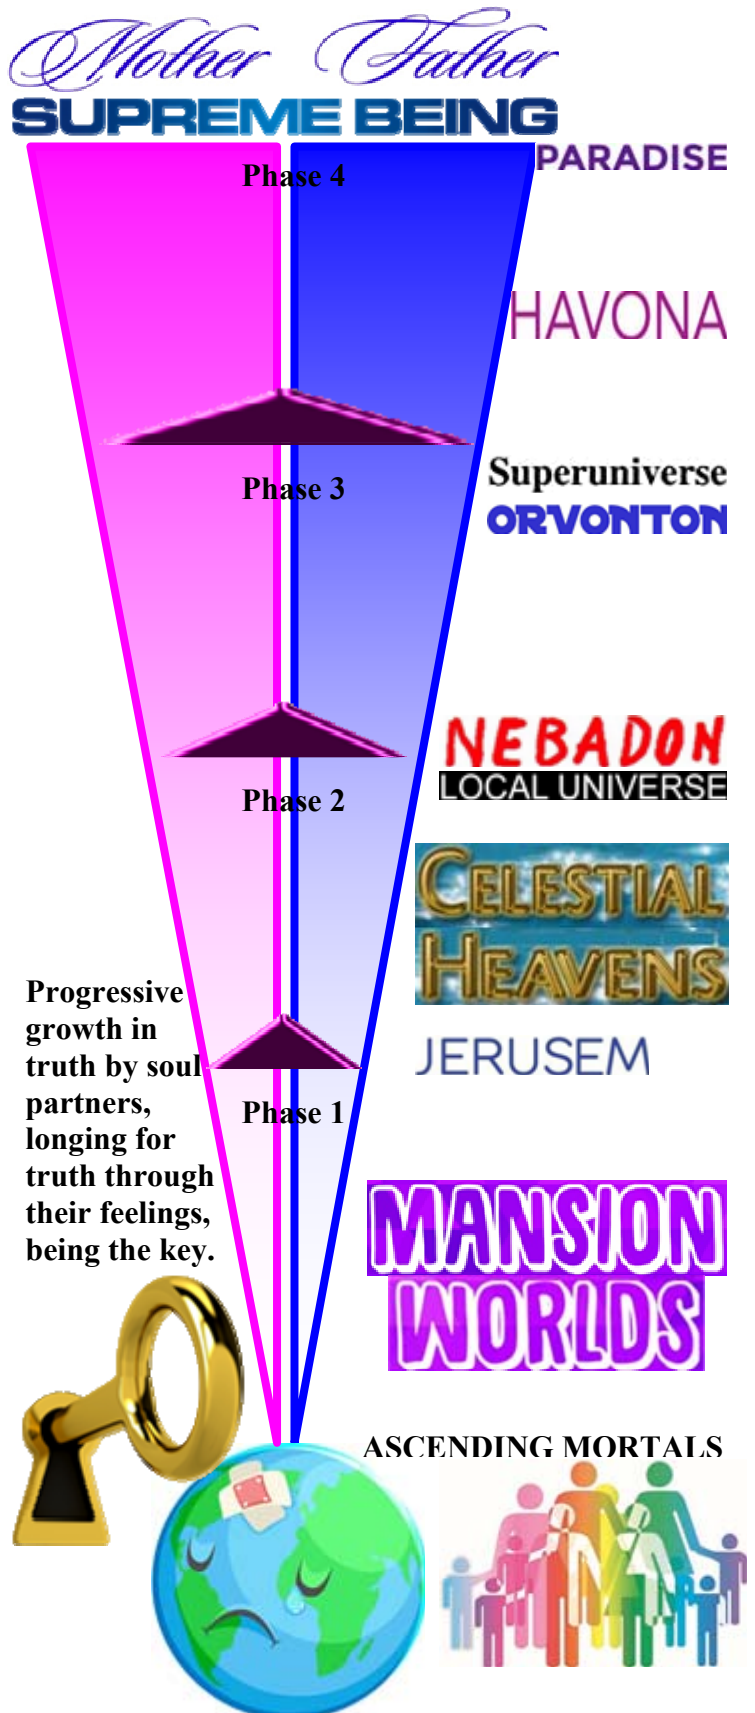 Mother Father
SUPREME BEING
Phase 4
PARADISE
HAVONA
Phase 3
Superuniverse
ORVONTON
NEBADON
LOCAL UNIVERSE
Phase 2
CELESTIAL
HEAVENS
Progressive
growth in
truth by soul
partners,
longing for
truth through
their feelings,
being the key.
JERUSEM
Phase 1
MANSION
WORLDS
ASCENDING MORTALS